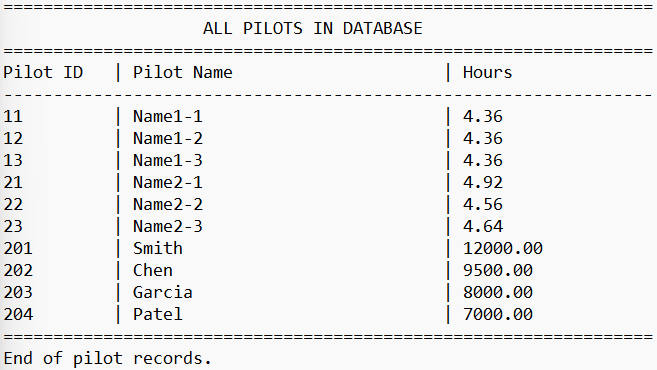 =================================================================
ALL PILOTS IN DATABASE
=================================================================
Pilot ID | Pilot Name | Hours
-----------------------------------------------------------------
11 | Name1-1 | 4.36
12 | Name1-2 | 4.36
13 | Name1-3 | 4.36
21 | Name2-1 | 4.92
22 | Name2-2 | 4.56
23 | Name2-3 | 4.64
201 | Smith | 12000.00
202 | Chen | 9500.00
203 | Garcia | 8000.00
204 | Patel | 7000.00
=================================================================
End of pilot records.